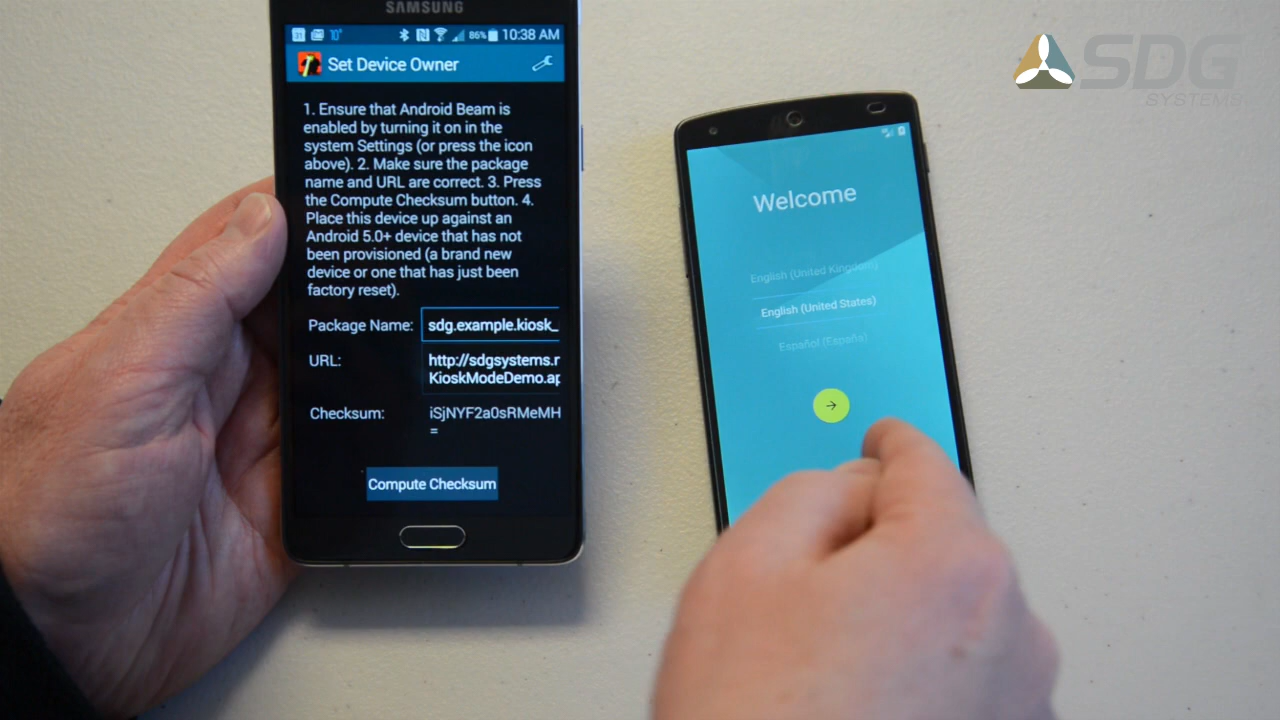 SAMSUNG
31 10° 86% 10:38 AM
Set Device Owner
1. Ensure that Android Beam is
enabled by turning it on in the
system Settings (or press the icon
above). 2. Make sure the package
name and URL are correct. 3. Press
the Compute Checksum button. 4.
Place this device up against an
Android 5.0+ device that has not
been provisioned (a brand new
device or one that has just been
factory reset).
Package Name: sdg.example.kiosk_
URL: http://sdgsystems.r
KioskModeDemo.ap
Checksum: iSjNYF2a0sRMeMH
=
Compute Checksum
Welcome
English (United Kingdom)
English (United States)
Español (España)
SDG
SYSTEMS